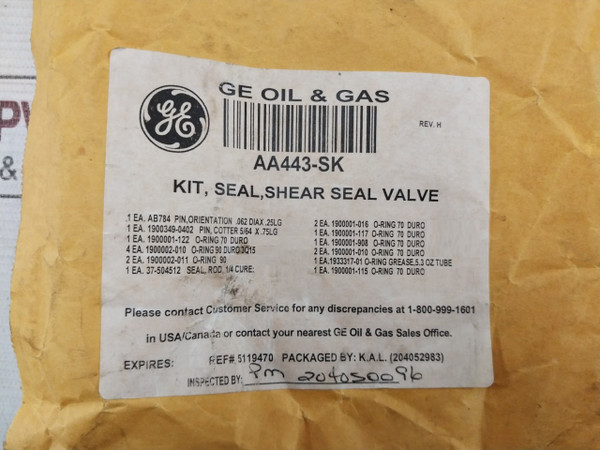 GE OIL & GAS
GE
REV. H
AA443-SK
KIT, SEAL,SHEAR SEAL VALVE
1 EA. AB784 PIN,ORIENTATION .062 DIAX .25LG
1 EA. 1900349-0402 PIN, COTTER 5/64 X .75LG
1 EA. 1900001-122 O-RING 70 DURO
4 EA. 1900002-010 O-RING 90 DURO;3Q15
2 EA. 1900002-011 O-RING 90
1 EA. 37-504512 SEAL, ROD, 1/4 CURE:
2 EA. 1900001-016 O-RING 70 DURO
1 EA. 1900001-117 O-RING 70 DURO
1 EA. 1900001-908 O-RING 70 DURO
2 EA. 1900001-010 O-RING 70 DURO
1 EA.1933317-01 O-RING GREASE,5.3 OZ TUBE
1 EA. 1900001-115 O-RING 70 DURO
Please contact Customer Service for any discrepancies at 1-800-999-1601
in USA/Canada or contact your nearest GE Oil & Gas Sales Office.
EXPIRES: REF# 5119470 PACKAGED BY: K.A.L. (204052983)
INSPECTED BY: PM 204050096